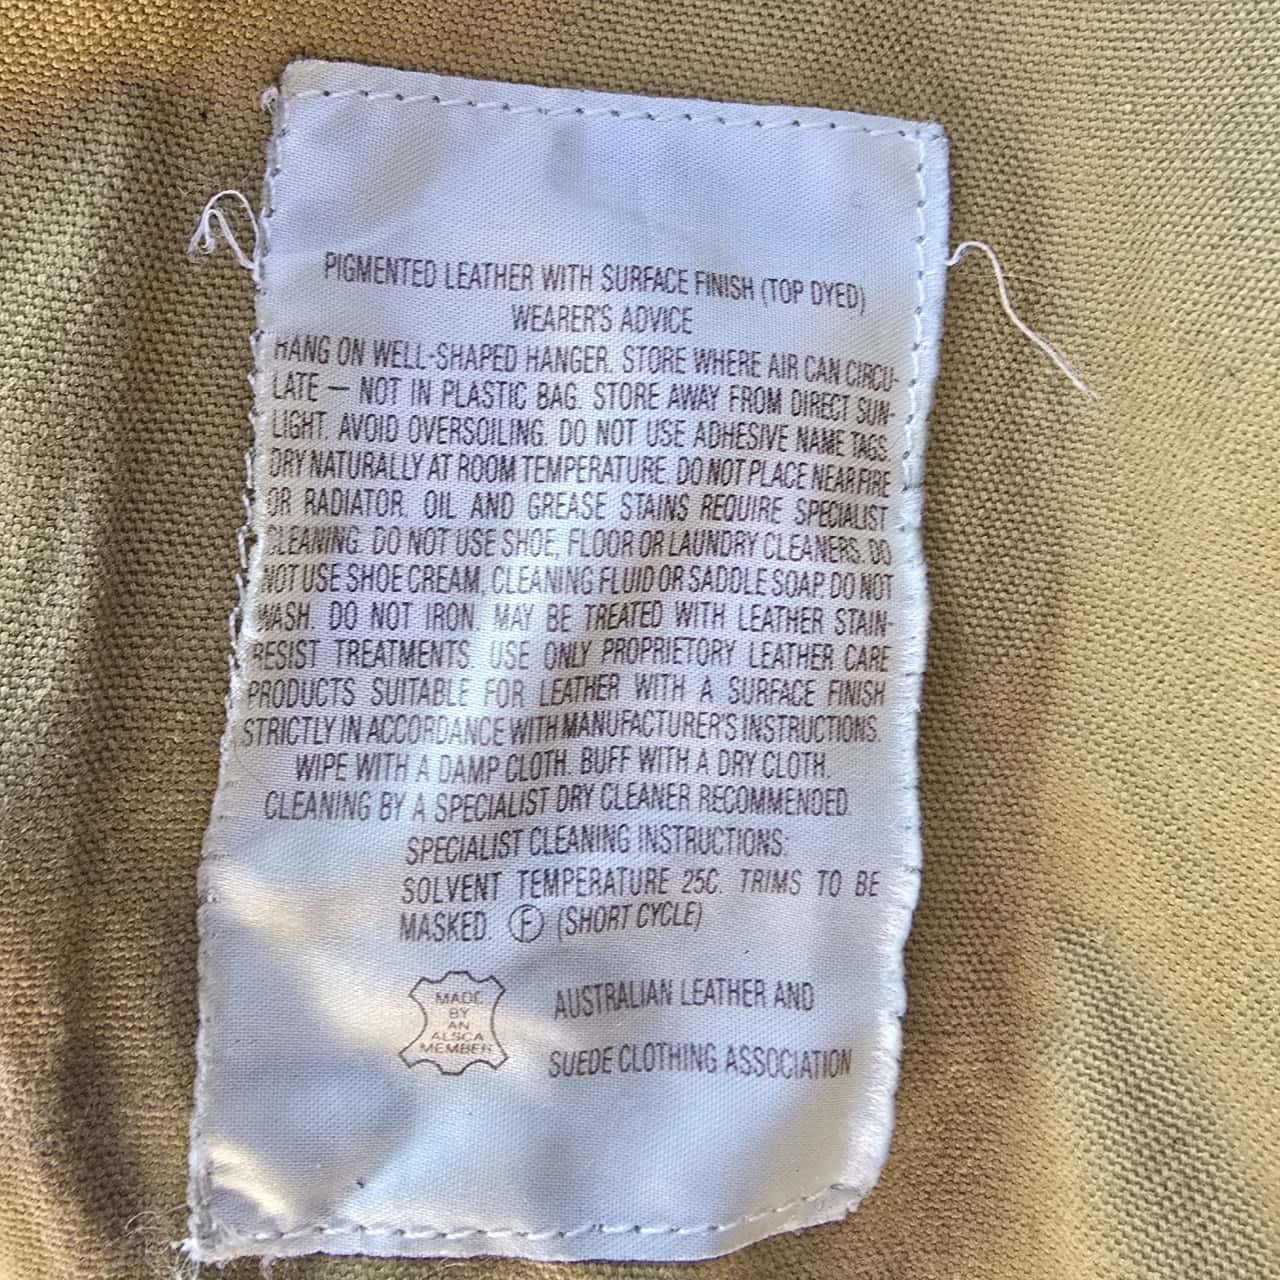 PIGMENTED LEATHER WITH SURFACE FINISH (TOP DYED)
WEARER'S ADVICE
HANG ON WELL-SHAPED HANGER. STORE WHERE AIR CAN CIRCU-
LATE — NOT IN PLASTIC BAG. STORE AWAY FROM DIRECT SUN-
LIGHT. AVOID OVERSOILING. DO NOT USE ADHESIVE NAME TAGS.
DRY NATURALLY AT ROOM TEMPERATURE. DO NOT PLACE NEAR FIRE
OR RADIATOR. OIL AND GREASE STAINS REQUIRE SPECIALIST
CLEANING. DO NOT USE SHOE, FLOOR OR LAUNDRY CLEANERS. DO
NOT USE SHOE CREAM, CLEANING FLUID OR SADDLE SOAP. DO NOT
WASH. DO NOT IRON. MAY BE TREATED WITH LEATHER STAIN-
RESIST TREATMENTS. USE ONLY PROPRIETORY LEATHER CARE
PRODUCTS SUITABLE FOR LEATHER WITH A SURFACE FINISH
STRICTLY IN ACCORDANCE WITH MANUFACTURER'S INSTRUCTIONS.
WIPE WITH A DAMP CLOTH. BUFF WITH A DRY CLOTH.
CLEANING BY A SPECIALIST DRY CLEANER RECOMMENDED.
SPECIALIST CLEANING INSTRUCTIONS:
SOLVENT TEMPERATURE 25C. TRIMS TO BE
MASKED. Ⓕ (SHORT CYCLE)
MADE
BY
AN
ALSCA
MEMBER
AUSTRALIAN LEATHER AND
SUEDE CLOTHING ASSOCIATION